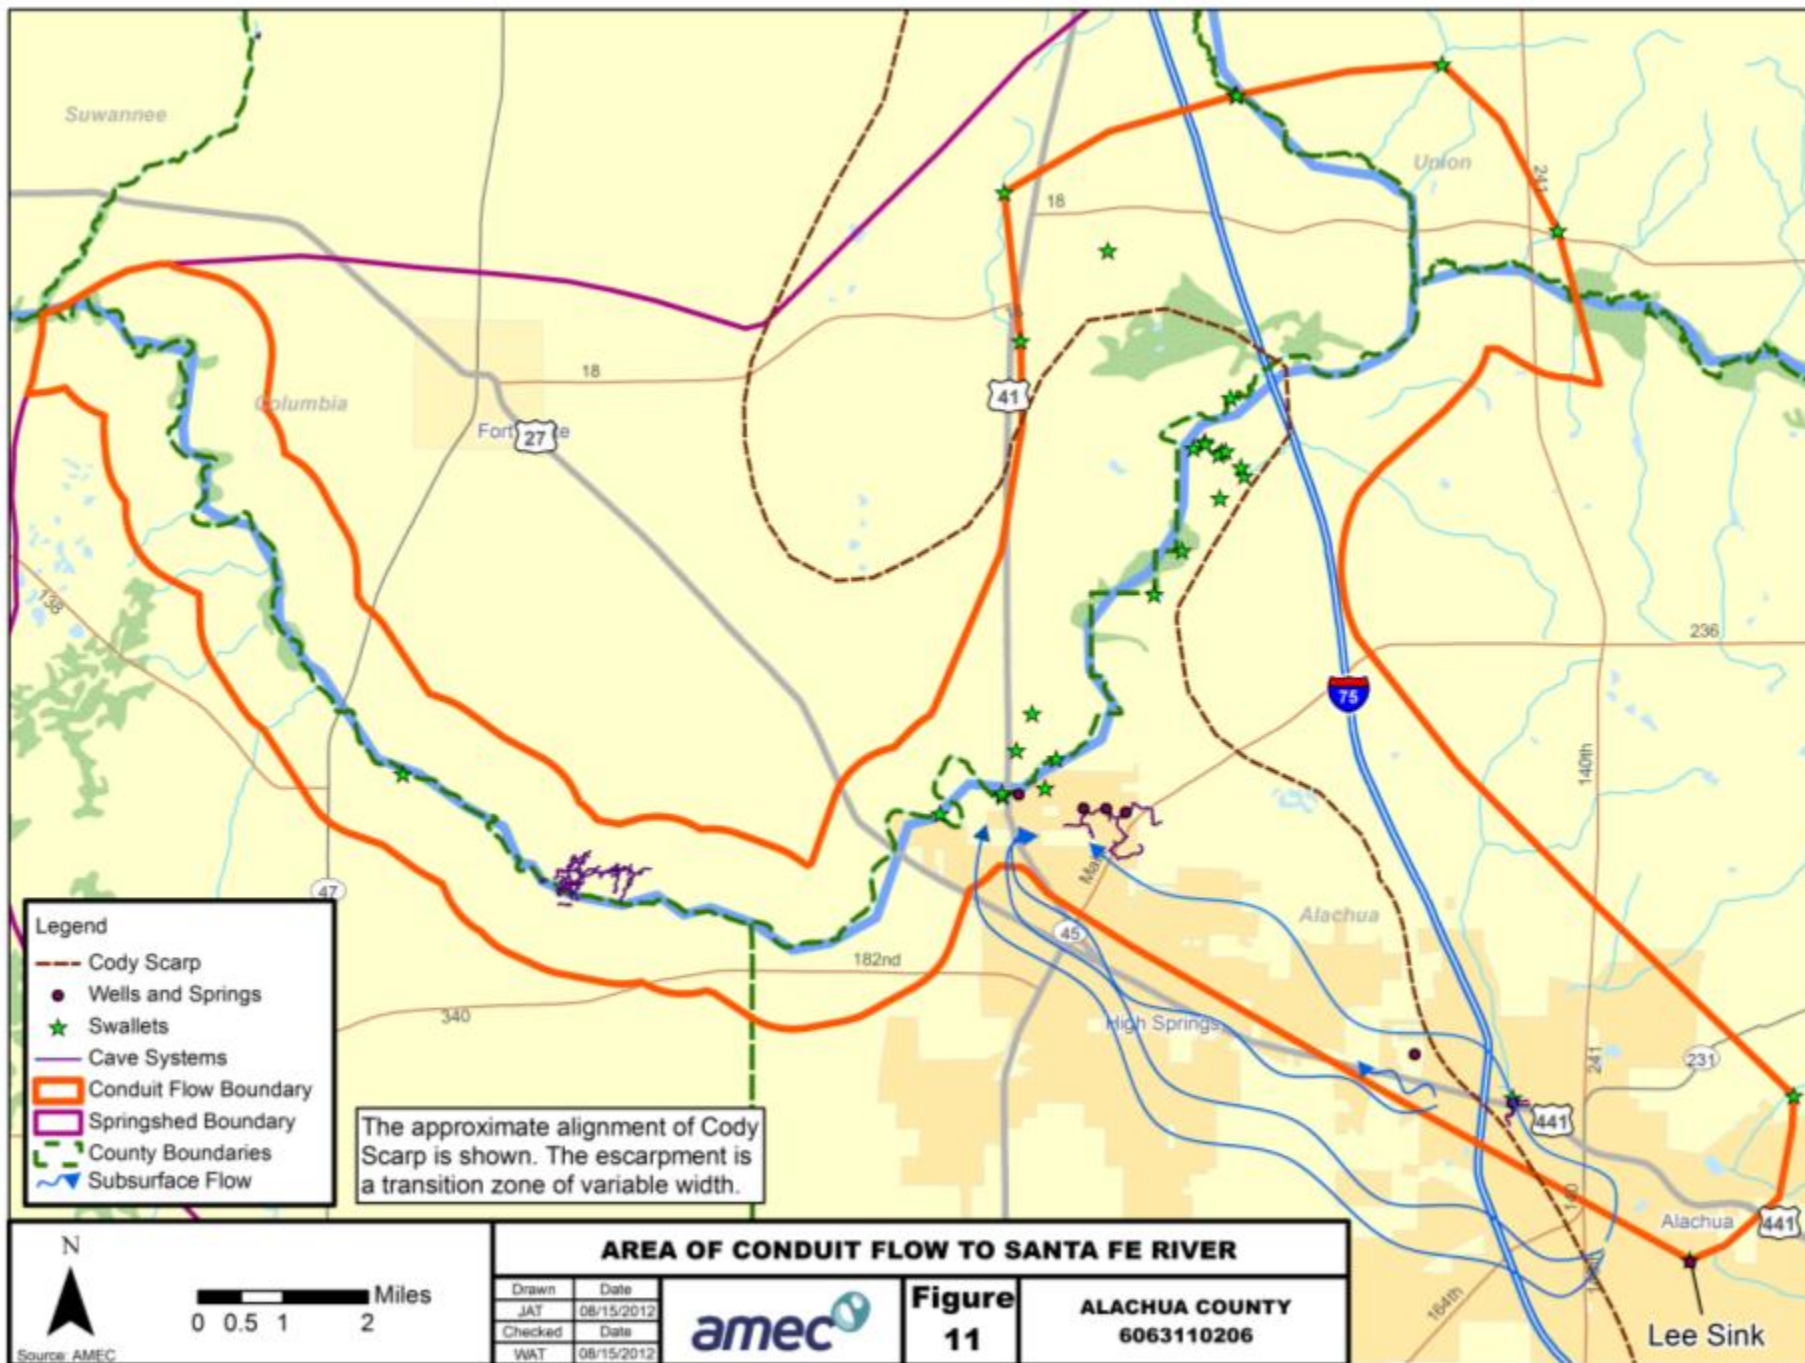 Suwannee
Union
241
18
18
18
41
Columbia
27
138
236
75
140th
47
Alachua
45
182nd
340
High Springs
241
231
441
Alachua
441
164th
Legend
Cody Scarp
Wells and Springs
Swallets
Cave Systems
Conduit Flow Boundary
Springshed Boundary
County Boundaries
Subsurface Flow
The approximate alignment of Cody
Scarp is shown. The escarpment is
a transition zone of variable width.
N
Miles
0 0.5 1 2
Source: AMEC
AREA OF CONDUIT FLOW TO SANTA FE RIVER
Drawn Date
JAT 08/15/2012
Checked Date
WAT 08/15/2012
amec
Figure
11
ALACHUA COUNTY
6063110206
Lee Sink